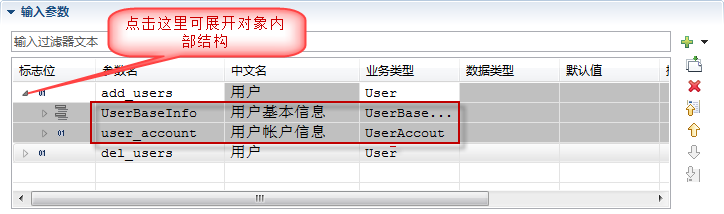 输入参数
点击这里可展开对象内
部结构
输入过滤器文本
标志位 参数名 中文名 业务类型 数据类型 默认值
01 add_users 用户 User
UserBaseInfo 用户基本信息 UserBase...
01 user_account 用户帐户信息 UserAccout
01 del_users 用户 User